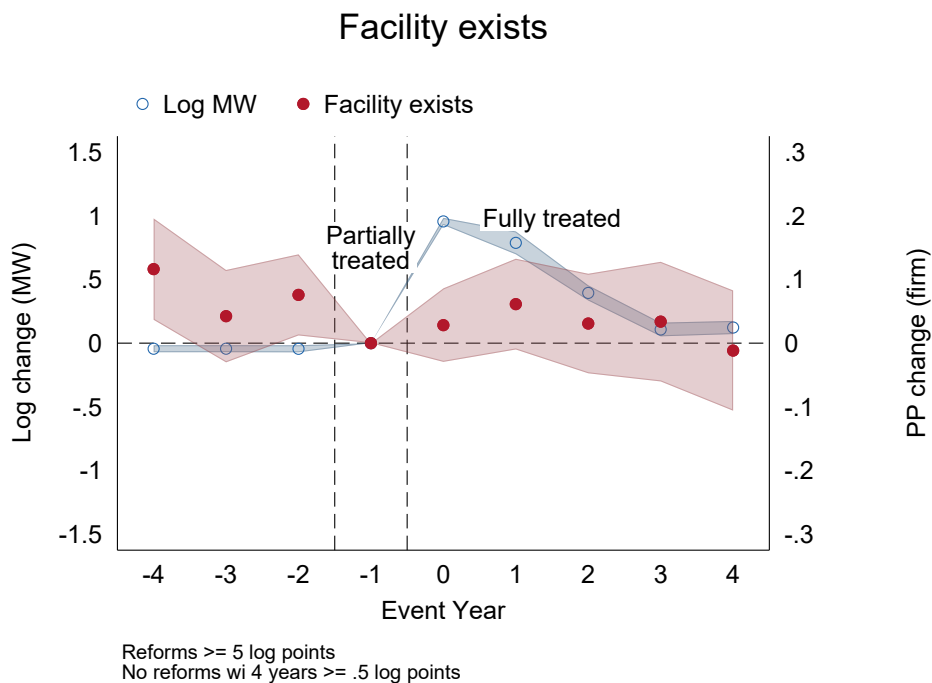 Facility exists
Log MW
Facility exists
1.5
1
.5
0
-.5
-1
-1.5
Log change (MW)
.3
.2
.1
0
-.1
-.2
-.3
PP change (firm)
Partially
treated
Fully treated
-4 -3 -2 -1 0 1 2 3 4
Event Year
Reforms >= 5 log points
No reforms wi 4 years >= .5 log points